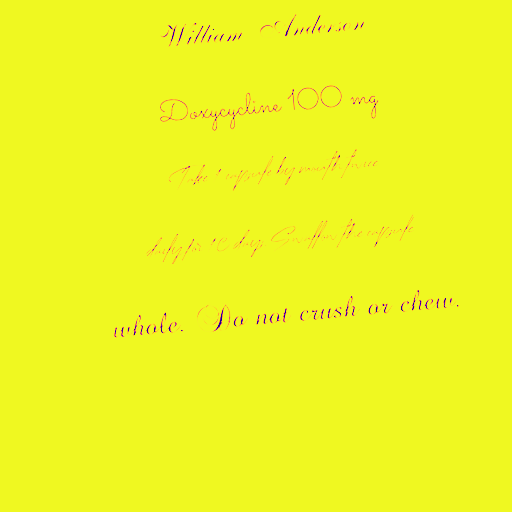 William Anderson
Doxycycline 100 mg
Take 1 capsule by mouth twice
daily for 10 days. Swallow the capsule
whole. Do not crush or chew.